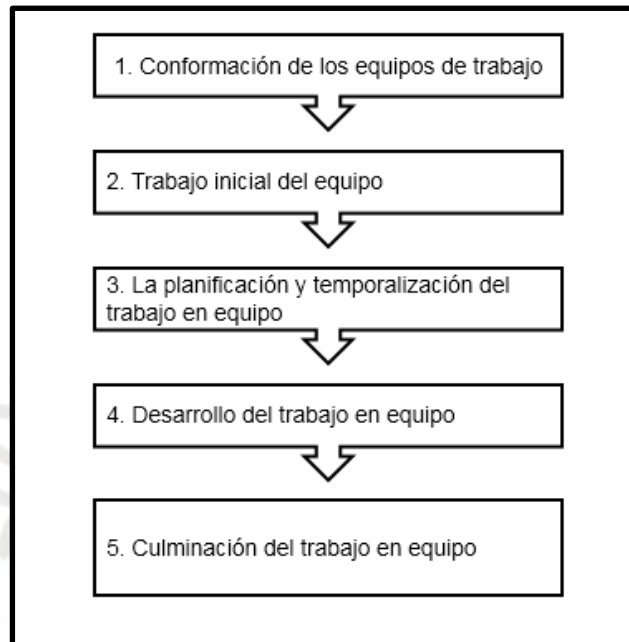 1. Conformación de los equipos de trabajo
2. Trabajo inicial del equipo
3. La planificación y temporalización del
trabajo en equipo
4. Desarrollo del trabajo en equipo
5. Culminación del trabajo en equipo